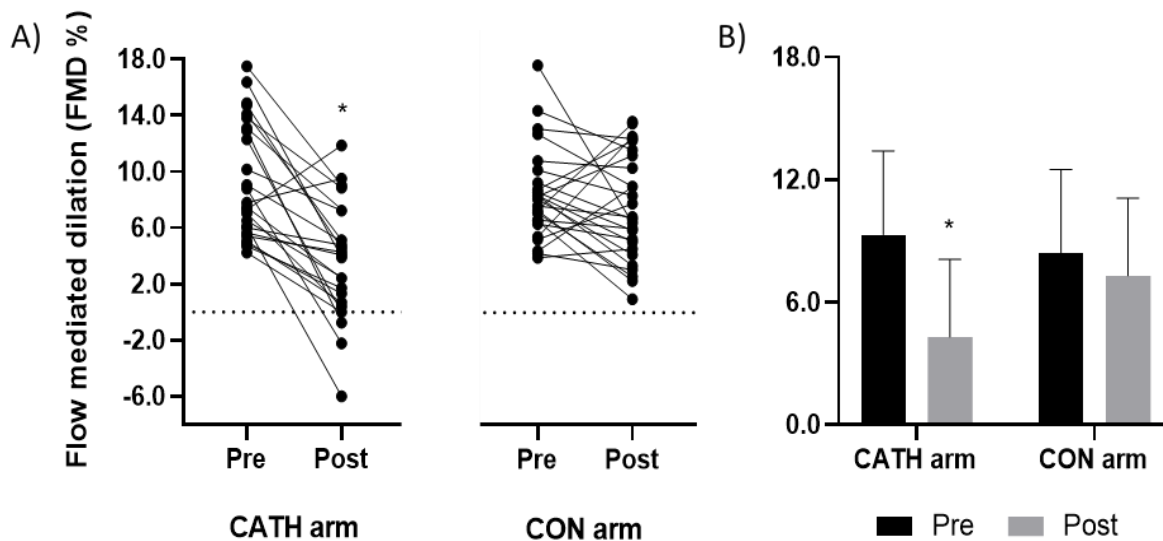 A)
Flow mediated dilation (FMD %)
18.0
14.0
10.0
6.0
2.0
-2.0
-6.0
*
Pre Post
CATH arm
Pre Post
CON arm
B)
18.0
12.0
6.0
0.0
*
CATH arm CON arm
Pre Post